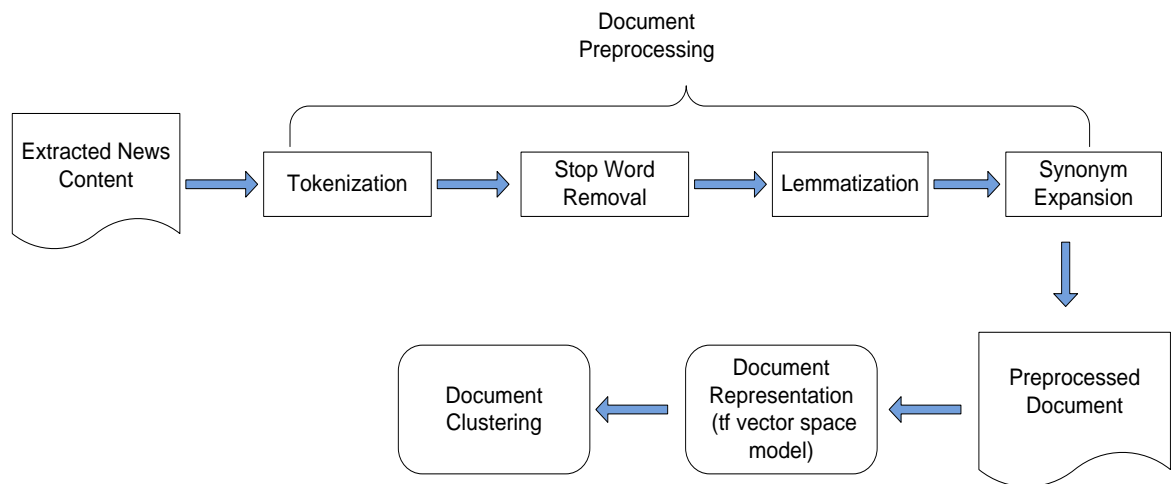 Document
Preprocessing
Extracted News
Content
Tokenization
Stop Word
Removal
Lemmatization
Synonym
Expansion
Document
Clustering
Document
Representation
(tf vector space
model)
Preprocessed
Document